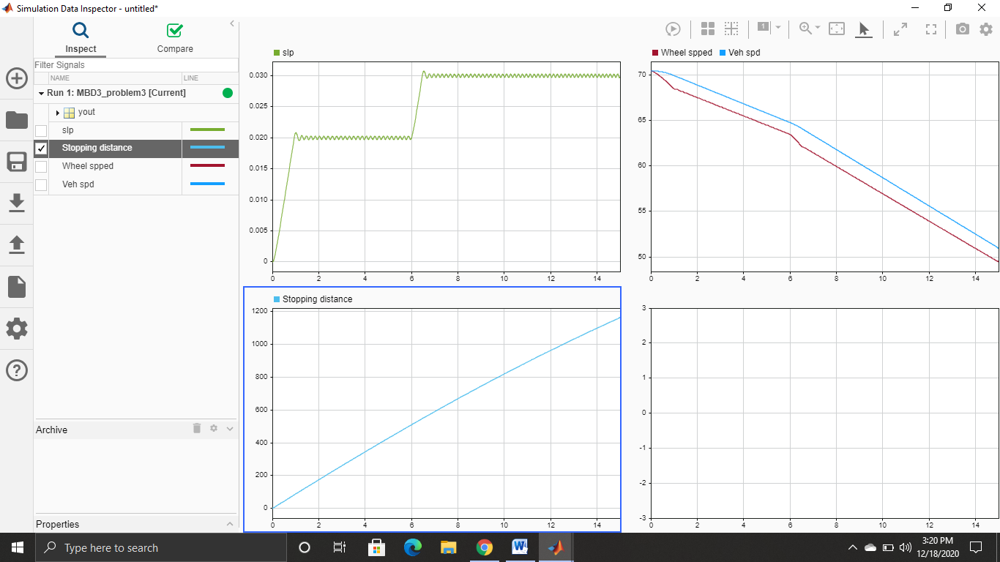 Simulation Data Inspector - untitled*
Inspect
Compare
Filter Signals
NAME
LINE
Run 1: MBD3_problem3 [Current]
yout
slp
Stopping distance
Wheel spped
Veh spd
Archive
Properties
1
slp
0.030
0.025
0.020
0.015
0.010
0.005
0
0 2 4 6 8 10 12 14
Wheel spped Veh spd
70
65
60
55
50
0 2 4 6 8 10 12 14
Stopping distance
1200
1000
800
600
400
200
0
0 2 4 6 8 10 12 14
3
2
1
0
-1
-2
-3
0 2 4 6 8 10 12 14
Type here to search
3:20 PM
12/18/2020